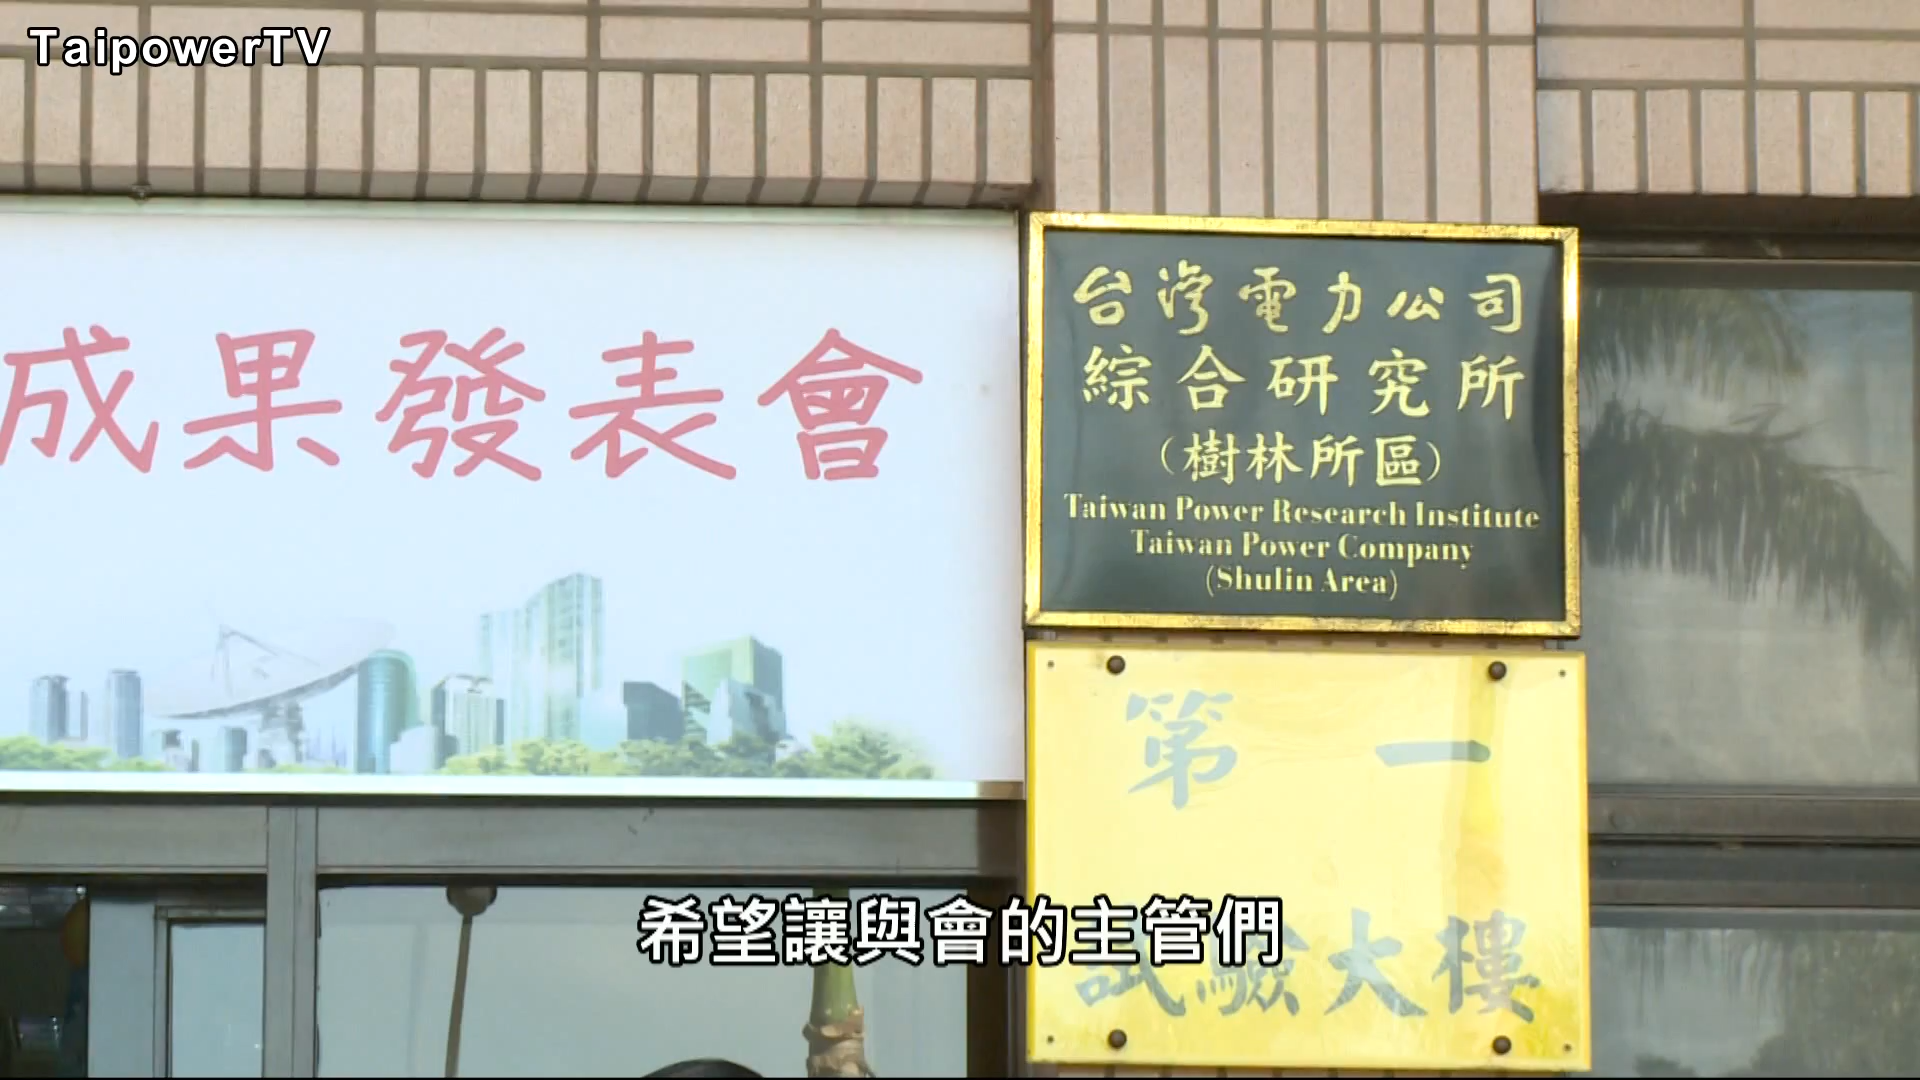 TaipowerTV
成果發表會
台灣電力公司
綜合研究所
(樹林所區)
Taiwan Power Research Institute
Taiwan Power Company
(Shulin Area)
第一
試驗大樓
希望讓與會的主管們